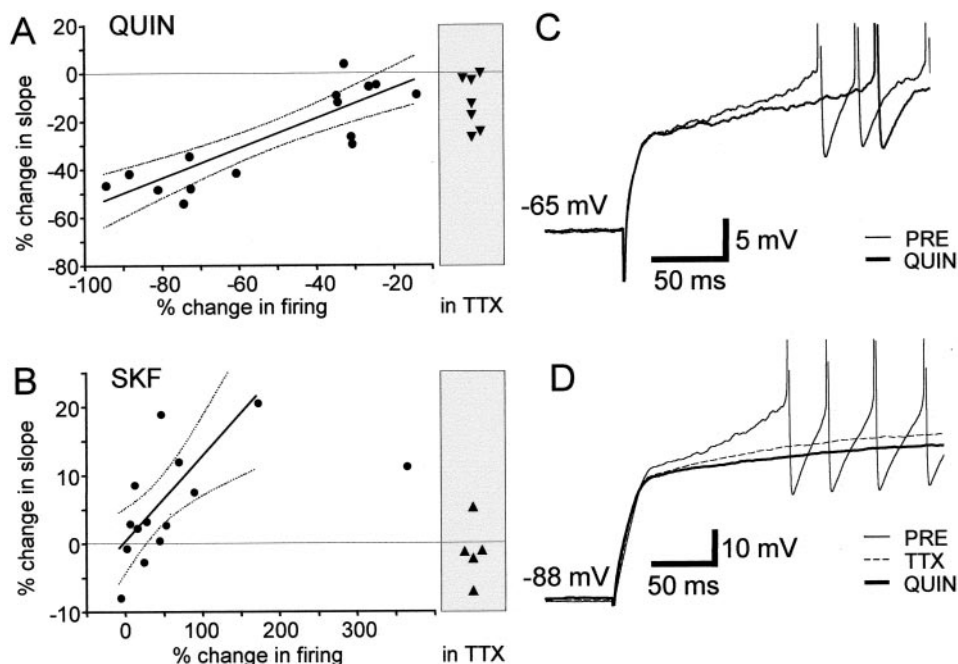 A
QUIN
% change in slope
20
0
-20
-40
-60
-80
-100
-80
-60
-40
-20
% change in firing
in TTX
B
SKF
% change in slope
20
10
0
-10
0
100
200
300
% change in firing
in TTX
C
-65 mV
5 mV
50 ms
PRE
QUIN
D
-88 mV
10 mV
50 ms
PRE
TTX
QUIN